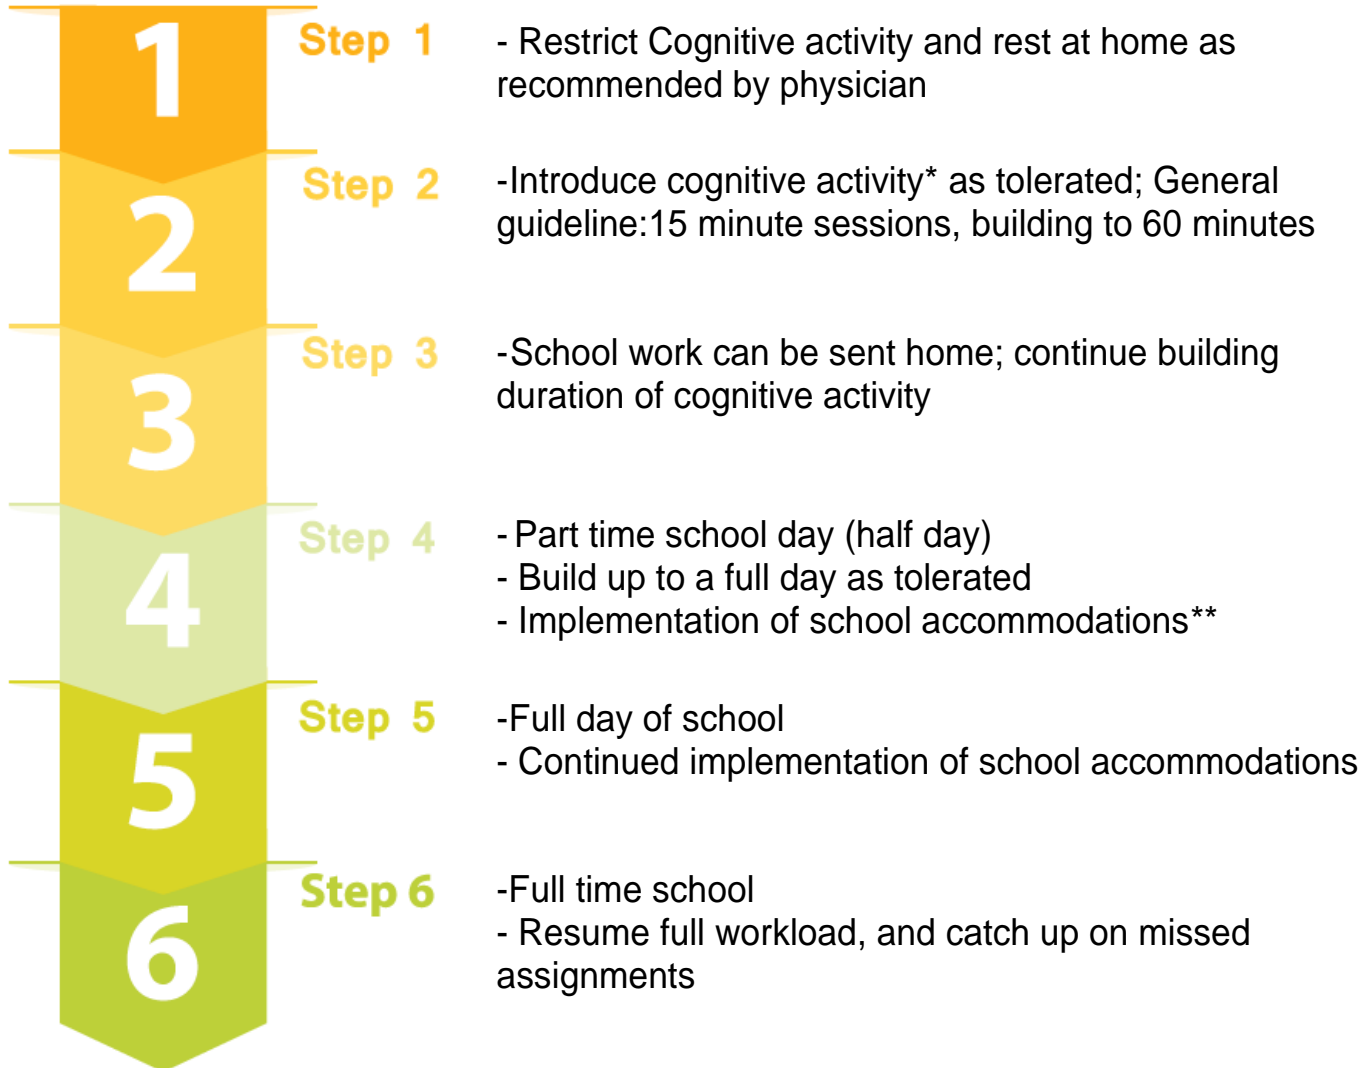 1
Step 1
- Restrict Cognitive activity and rest at home as
recommended by physician
2
Step 2
-Introduce cognitive activity* as tolerated; General
guideline:15 minute sessions, building to 60 minutes
3
Step 3
-School work can be sent home; continue building
duration of cognitive activity
4
Step 4
- Part time school day (half day)
- Build up to a full day as tolerated
- Implementation of school accommodations**
5
Step 5
-Full day of school
- Continued implementation of school accommodations
6
Step 6
-Full time school
- Resume full workload, and catch up on missed
assignments